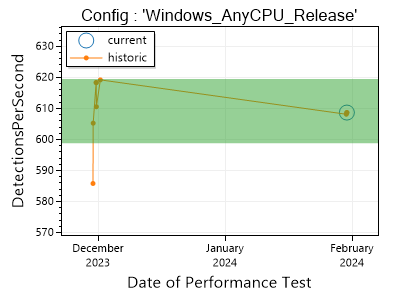 Config : 'Windows_AnyCPU_Release'
current
historic
DetectionsPerSecond
630
620
610
600
590
580
570
December
2023
January
2024
February
2024
Date of Performance Test